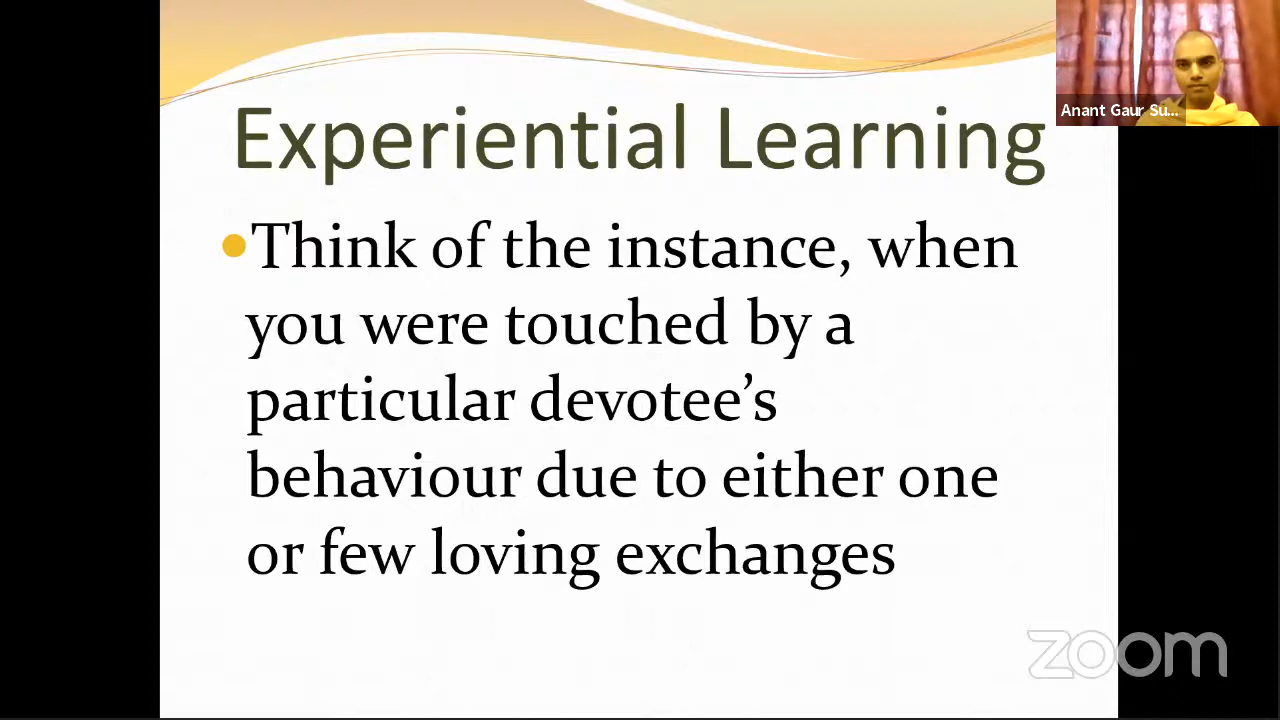 Anant Gaur Su...
Experiential Learning
Think of the instance, when
you were touched by a
particular devotee's
behaviour due to either one
or few loving exchanges
zoom